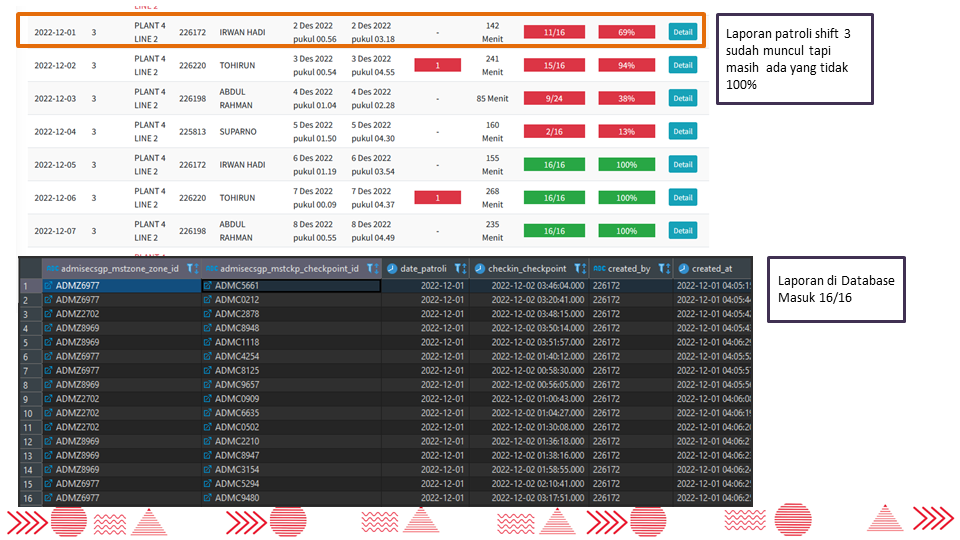 LINE 2
2022-12-01 3 PLANT 4 LINE 2 226172 IRWAN HADI 2 Des 2022 pukul 00.56 2 Des 2022 pukul 03.18 - 142 Menit 11/16 69% Detail
2022-12-02 3 PLANT 4 LINE 2 226220 TOHIRUN 3 Des 2022 pukul 00.54 3 Des 2022 pukul 04.55 1 241 Menit 15/16 94% Detail
2022-12-03 3 PLANT 4 LINE 2 226198 ABDUL RAHMAN 4 Des 2022 pukul 01.04 4 Des 2022 pukul 02.28 - 85 Menit 9/24 38% Detail
2022-12-04 3 PLANT 4 LINE 2 225813 SUPARNO 5 Des 2022 pukul 01.50 5 Des 2022 pukul 04.30 - 160 Menit 2/16 13% Detail
2022-12-05 3 PLANT 4 LINE 2 226172 IRWAN HADI 6 Des 2022 pukul 01.19 6 Des 2022 pukul 03.54 - 155 Menit 16/16 100% Detail
2022-12-06 3 PLANT 4 LINE 2 226220 TOHIRUN 7 Des 2022 pukul 00.09 7 Des 2022 pukul 04.37 1 268 Menit 16/16 100% Detail
2022-12-07 3 PLANT 4 LINE 2 226198 ABDUL RAHMAN 8 Des 2022 pukul 00.55 8 Des 2022 pukul 04.49 - 235 Menit 16/16 100% Detail
Laporan patroli shift 3
sudah muncul tapi
masih ada yang tidak
100%
admisecsgp_mstzone_zone_id admisecsgp_mstckp_checkpoint_id date_patroli checkin_checkpoint created_by created_at
1 ADMZ6977 ADMC5661 2022-12-01 2022-12-02 03:46:04.000 226172 2022-12-01 04:05:1
2 ADMZ6977 ADMC0212 2022-12-01 2022-12-02 03:20:41.000 226172 2022-12-01 04:05:4
3 ADMZ2702 ADMC2878 2022-12-01 2022-12-02 03:48:15.000 226172 2022-12-01 04:05:4
4 ADMZ8969 ADMC8948 2022-12-01 2022-12-02 03:50:14.000 226172 2022-12-01 04:05:4
5 ADMZ8969 ADMC1118 2022-12-01 2022-12-02 03:51:57.000 226172 2022-12-01 04:06:2
6 ADMZ6977 ADMC4254 2022-12-01 2022-12-02 01:40:12.000 226172 2022-12-01 04:05:5
7 ADMZ6977 ADMC8125 2022-12-01 2022-12-02 00:58:30.000 226172 2022-12-01 04:05:5
8 ADMZ8969 ADMC9657 2022-12-01 2022-12-02 00:56:05.000 226172 2022-12-01 04:05:5
9 ADMZ2702 ADMC0909 2022-12-01 2022-12-02 01:00:43.000 226172 2022-12-01 04:06:0
10 ADMZ2702 ADMC6635 2022-12-01 2022-12-02 01:04:27.000 226172 2022-12-01 04:06:1
11 ADMZ2702 ADMC0502 2022-12-01 2022-12-02 01:30:08.000 226172 2022-12-01 04:06:2
12 ADMZ8969 ADMC2210 2022-12-01 2022-12-02 01:36:18.000 226172 2022-12-01 04:06:2
13 ADMZ8969 ADMC8947 2022-12-01 2022-12-02 01:38:16.000 226172 2022-12-01 04:06:2
14 ADMZ8969 ADMC3154 2022-12-01 2022-12-02 01:58:55.000 226172 2022-12-01 04:06:2
15 ADMZ6977 ADMC5294 2022-12-01 2022-12-02 02:10:41.000 226172 2022-12-01 04:06:2
16 ADMZ6977 ADMC9480 2022-12-01 2022-12-02 03:17:51.000 226172 2022-12-01 04:06:2
Laporan di Database
Masuk 16/16